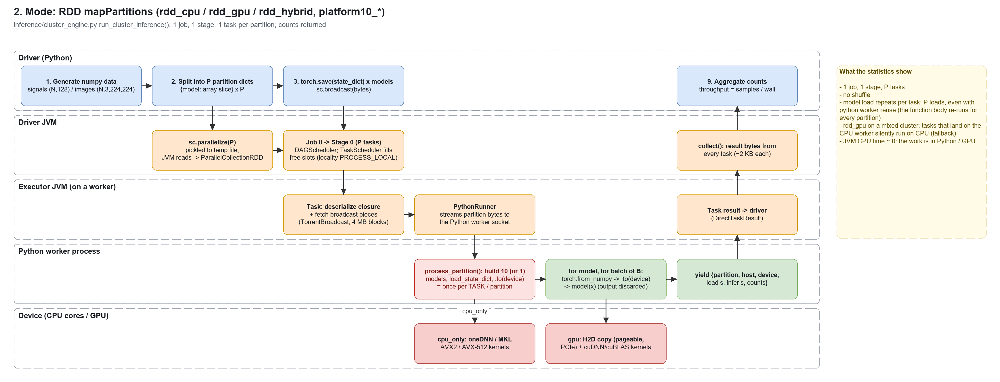 2. Mode: RDD mapPartitions (rdd_cpu / rdd_gpu / rdd_hybrid, platform10_*)
inference/cluster_engine.py run_cluster_inference(): 1 job, 1 stage, 1 task per partition; counts returned
Driver (Python)
1. Generate numpy data
signals (N,128) / images (N,3,224,224)
2. Split into P partition dicts
{model: array slice} x P
3. torch.save(state_dict) x models
sc.broadcast(bytes)
9. Aggregate counts
throughput = samples / wall
Driver JVM
sc.parallelize(P)
pickled to temp file,
JVM reads -> ParallelCollectionRDD
Job 0 -> Stage 0 (P tasks)
DAGScheduler; TaskScheduler fills
free slots (locality PROCESS_LOCAL)
collect(): result bytes from
every task (~2 KB each)
Executor JVM (on a worker)
Task: deserialize closure
+ fetch broadcast pieces
(TorrentBroadcast, 4 MB blocks)
PythonRunner
streams partition bytes to
the Python worker socket
Task result -> driver
(DirectTaskResult)
Python worker process
process_partition(): build 10 (or 1)
models, load_state_dict, .to(device)
= once per TASK / partition
for model, for batch of B:
torch.from_numpy -> .to(device)
-> model(x) (output discarded)
yield {partition, host, device,
load s, infer s, counts}
Device (CPU cores / GPU)
cpu_only
cpu_only: oneDNN / MKL
AVX2 / AVX-512 kernels
gpu: H2D copy (pageable,
PCIe) + cuDNN/cuBLAS kernels
What the statistics show
- 1 job, 1 stage, P tasks
- no shuffle
- model load repeats per task: P loads, even with
python worker reuse (the function body re-runs for
every partition)
- rdd_gpu on a mixed cluster: tasks that land on the
CPU worker silently run on CPU (fallback)
- JVM CPU time ~ 0: the work is in Python / GPU